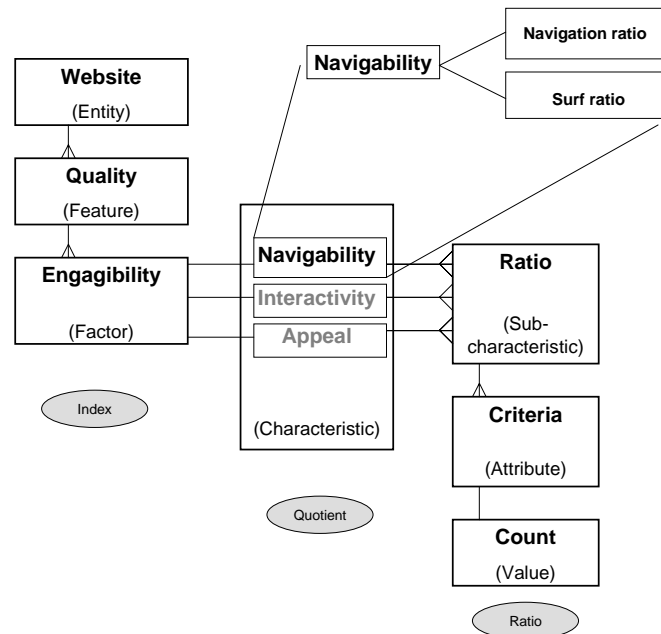 Navigation ratio
Navigability
Surf ratio
Website
(Entity)
Quality
(Feature)
Engagibility
(Factor)
Index
Navigability
Interactivity
Appeal
(Characteristic)
Quotient
Ratio
(Sub-
characteristic)
Criteria
(Attribute)
Count
(Value)
Ratio